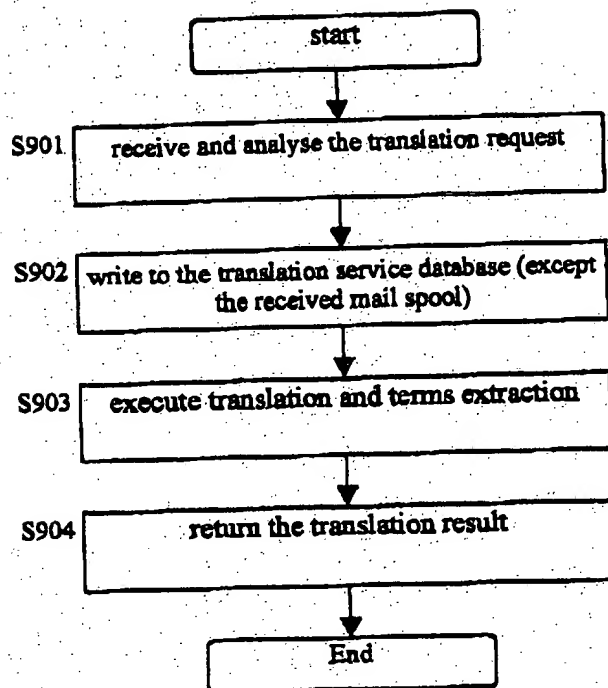 start
S901 receive and analyse the translation request
S902 write to the translation service database (except
the received mail spool)
S903 execute translation and terms extraction
S904 return the translation result
End